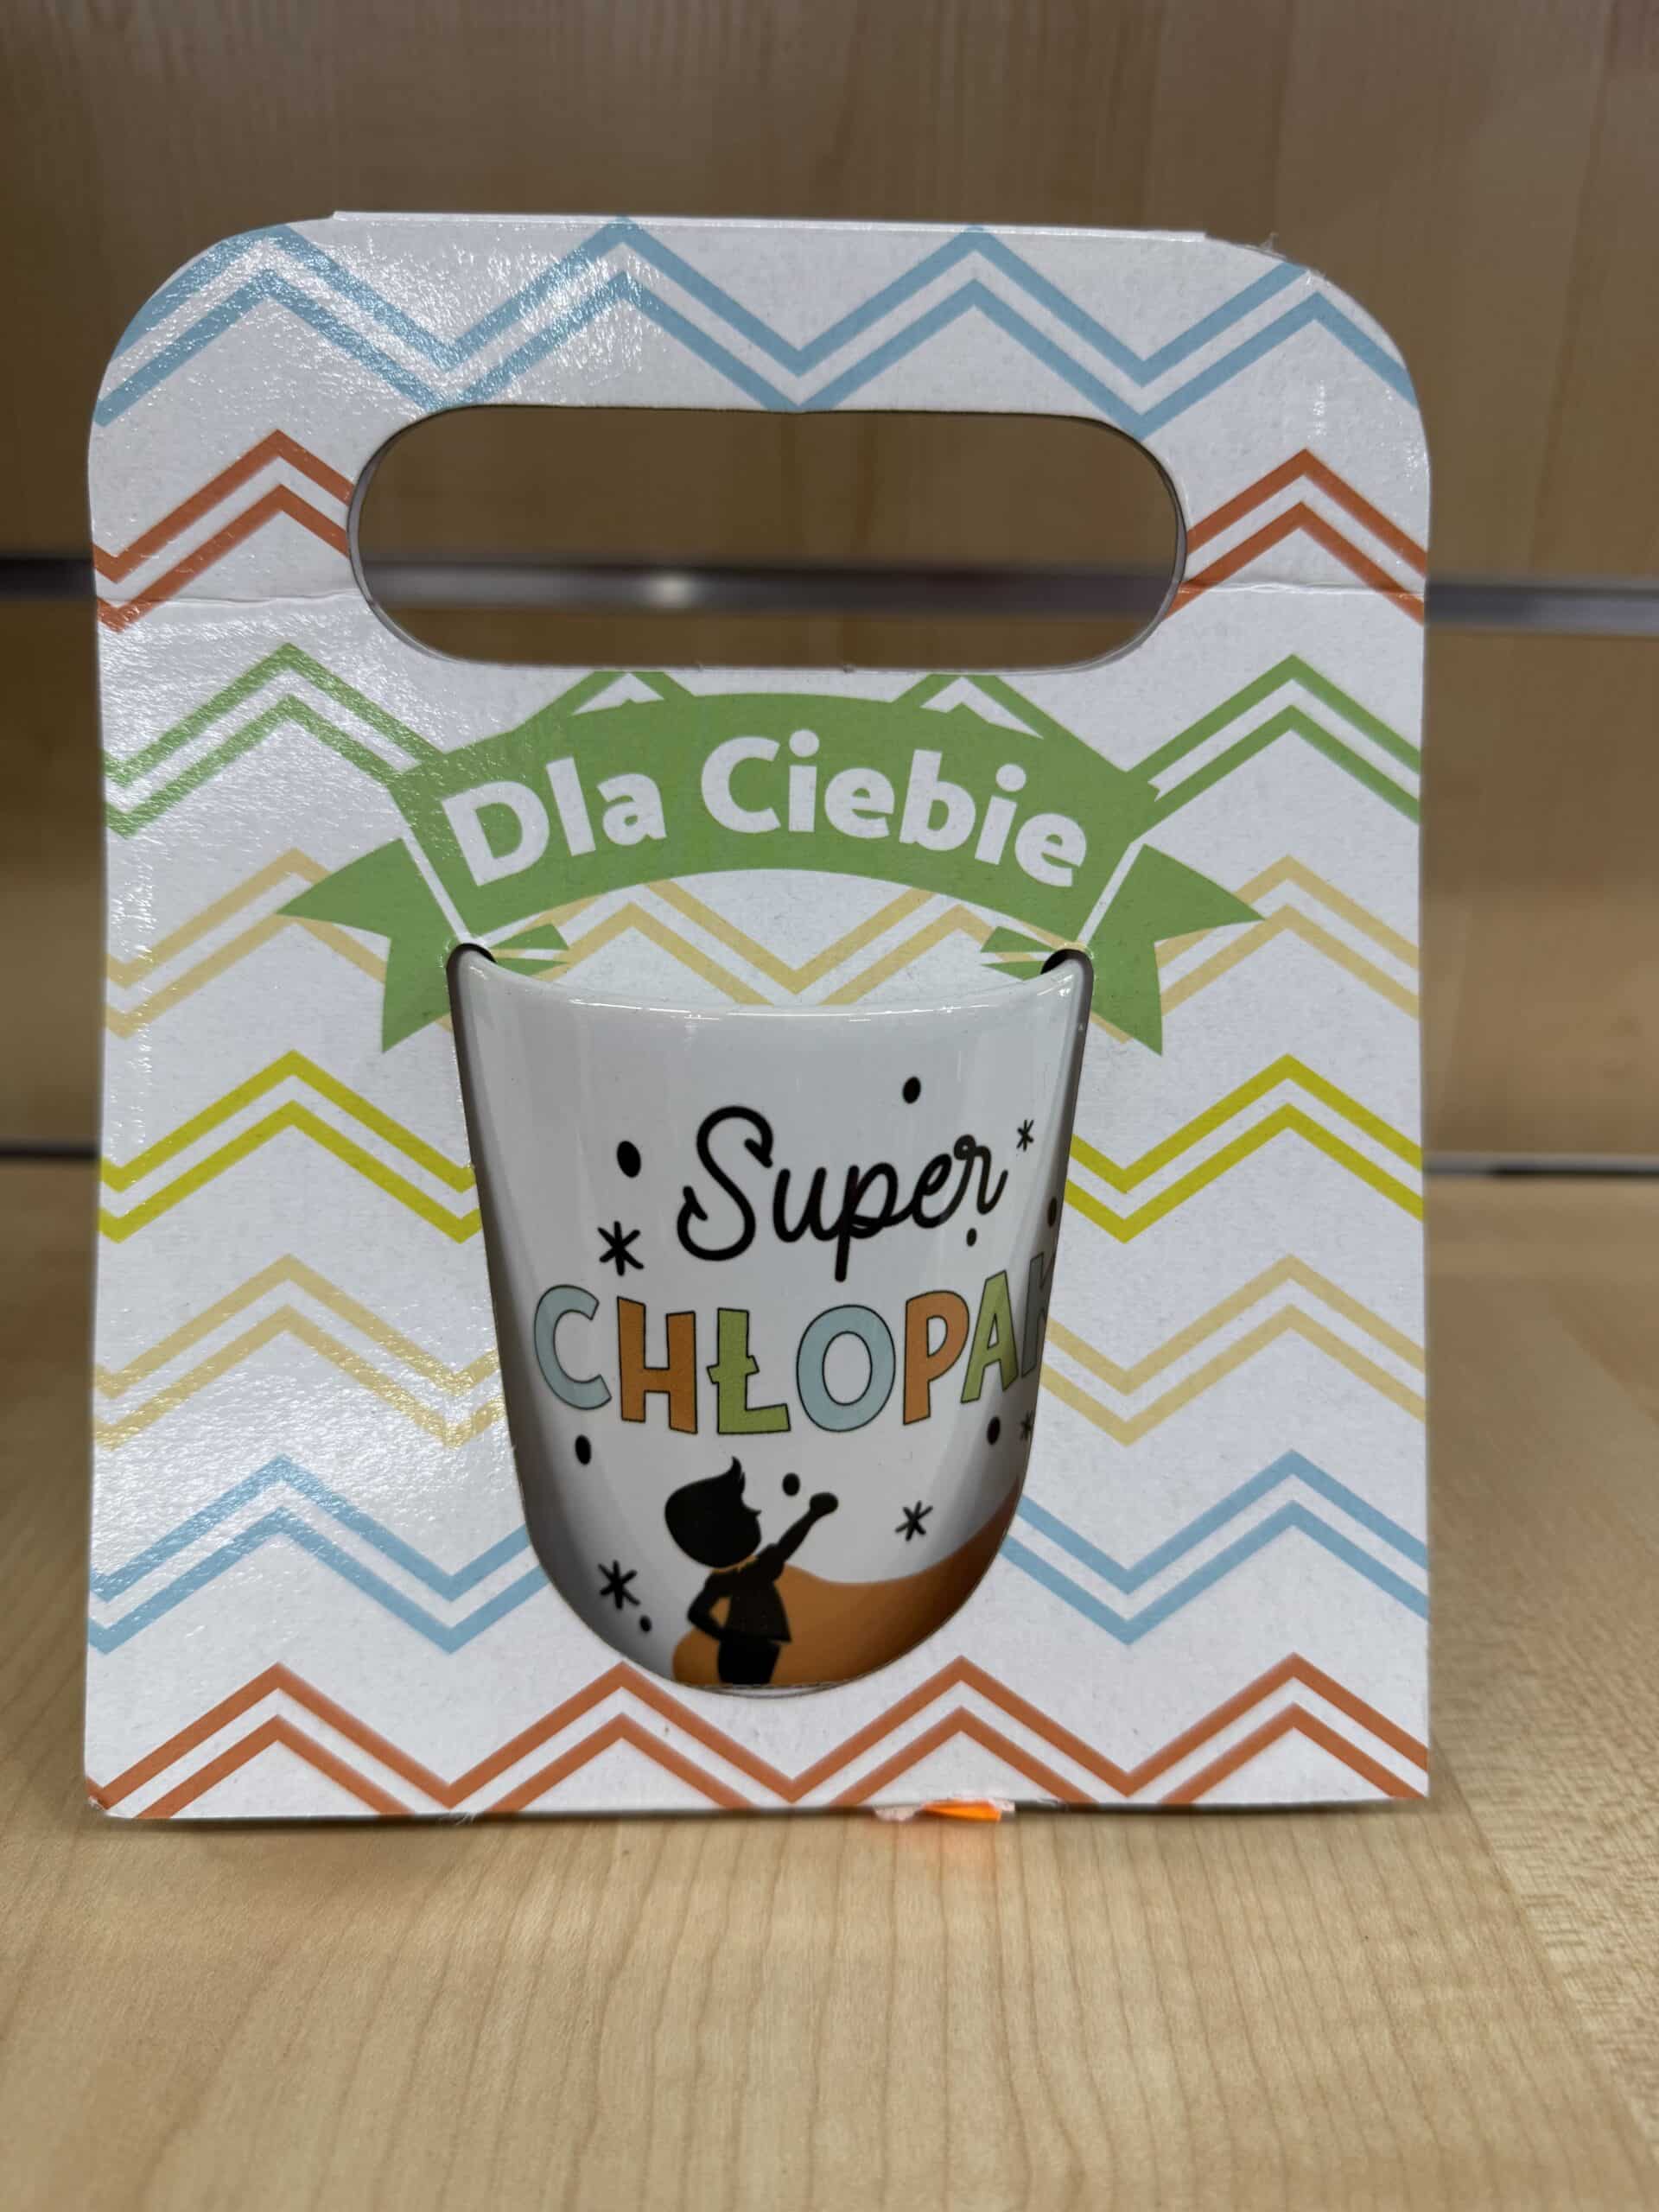 Dla Ciebie
Super
CHŁOPAK